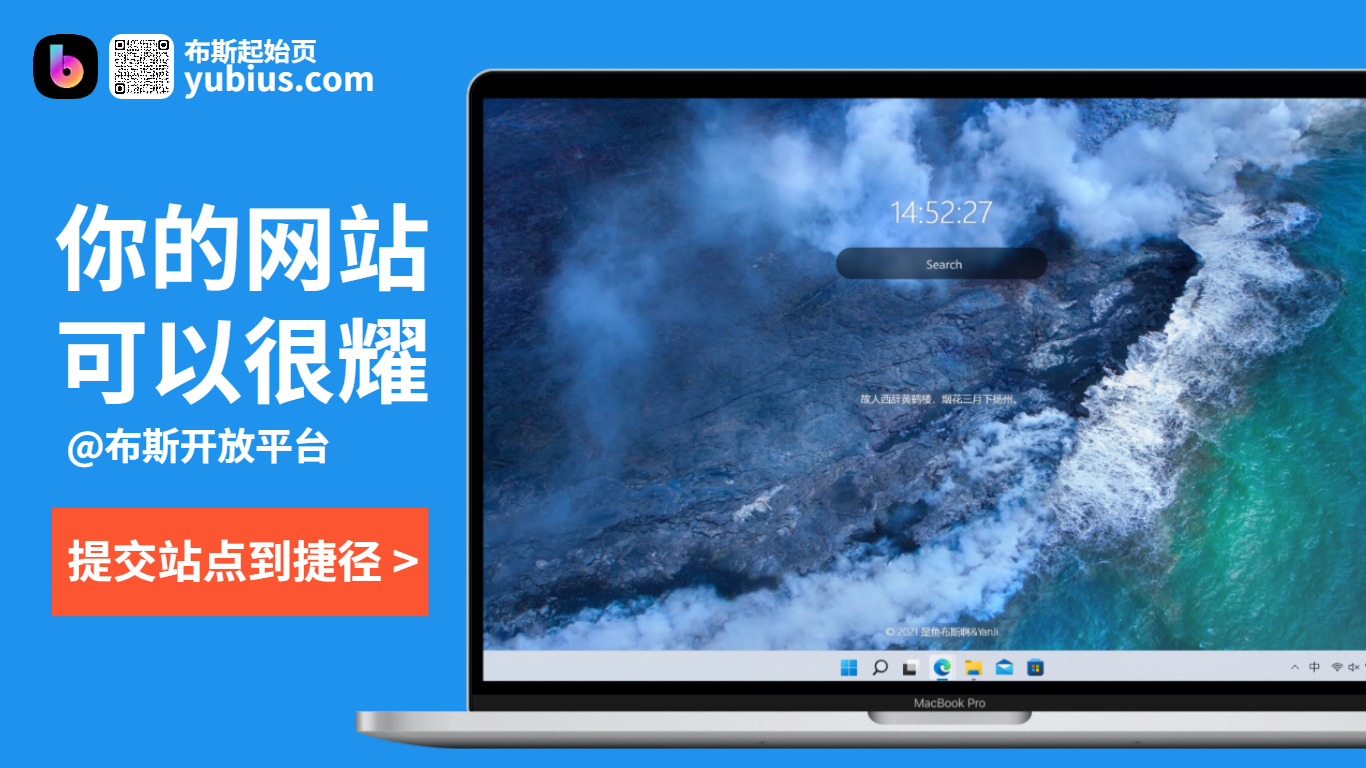 布斯起始页
yubius.com
你的网站
可以很耀
@布斯开放平台
提交站点到捷径 >
14:52:27
Search
故人西辞黄鹤楼，烟花三月下扬州。
© 2021 是鱼布斯啊&YanJi
中
MacBook Pro